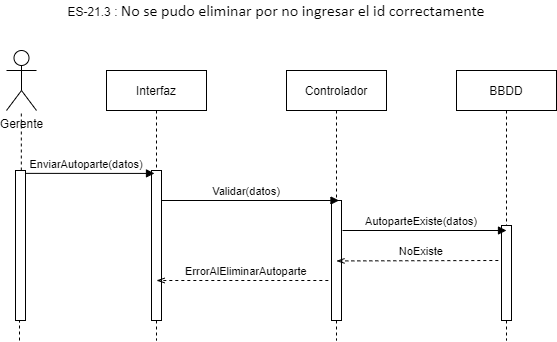 ES-21.3 : No se pudo eliminar por no ingresar el id correctamente
Interfaz
Controlador
BBDD
Gerente
EnviarAutoparte(datos)
Validar(datos)
AutoparteExiste(datos)
NoExiste
ErrorAlEliminarAutoparte